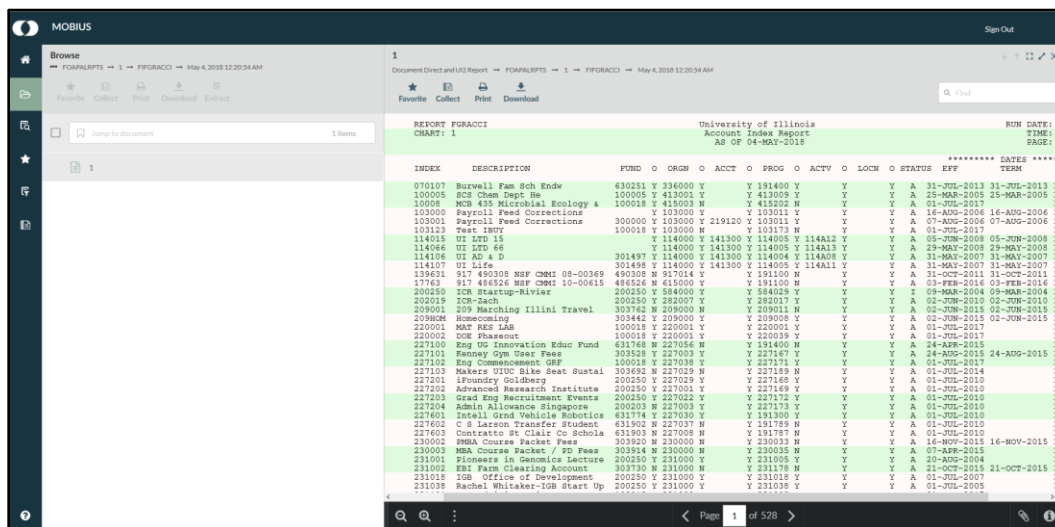 MOBIUS
Sign Out
Browse
••• FOAPALRPTS → 1 → FIFGRACCI → May 4, 2018 12:20:54 AM
Favorite Collect Print Download Extract
Jump to document 1 Items
1
1
Document Direct and UI2 Report → FOAPALRPTS → 1 → FIFGRACCI → May 4, 2018 12:20:54 AM
Favorite Collect Print Download
Find
REPORT FGRACCI University of Illinois RUN DATE:
CHART: 1 Account Index Report TIME:
AS OF 04-MAY-2018 PAGE:
********* DATES *****
INDEX DESCRIPTION FUND O ORGN O ACCT O PROG O ACTV O LOCN O STATUS EFF TERM
070107 Burwell Fam Sch Endw 630251 Y 336000 Y Y 191400 Y Y Y A 31-JUL-2013 31-JUL-2013
100005 SCS Chem Dept He 100005 Y 413001 Y Y 413009 Y Y Y A 25-MAR-2005 25-MAR-2005
10008 MCB 435 Microbial Ecology & 100018 Y 415003 N Y 415202 N Y Y A 01-JUL-2017
103000 Payroll Feed Corrections Y 103000 Y Y 103011 Y Y Y A 16-AUG-2006 16-AUG-2006
103001 Payroll Feed Corrections 300000 Y 103000 Y 219120 Y 103011 Y Y Y A 07-AUG-2006 07-AUG-2006
103123 Test IBUY 100018 Y 103000 N Y 103173 N Y Y A 01-JUL-2017
114015 UI LTD 15 Y 114000 Y 141300 Y 114005 Y 114A12 Y Y A 05-JUN-2008 05-JUN-2008
114066 UI LTD 66 Y 114000 Y 141300 Y 114005 Y 114A13 Y Y A 29-MAY-2008 29-MAY-2008
114106 UI AD & D 301497 Y 114000 Y 141300 Y 114004 Y 114A08 Y Y A 31-MAY-2007 31-MAY-2007
114107 UI Life 301498 Y 114000 Y 141300 Y 114005 Y 114A11 Y Y A 31-MAY-2007 31-MAY-2007
139631 917 490308 NSF CMMI 08-00369 490308 N 917014 Y Y 191100 N Y Y A 31-OCT-2011 31-OCT-2011
17763 917 486526 NSF CMMI 10-00615 486526 N 615000 Y Y 191100 N Y Y A 03-FEB-2016 03-FEB-2016
200250 ICR Startup-Rivier 200250 Y 584000 Y Y 584029 Y Y Y I 09-MAR-2004 09-MAR-2004
202019 ICR-Zach 200250 Y 282007 Y Y 282017 Y Y Y A 02-JUN-2010 02-JUN-2010
209001 09 Marching Illini Travel 303762 N 209000 N Y 209011 N Y Y A 02-JUN-2015 02-JUN-2015
209HOM Homecoming 303442 Y 209000 Y Y 209008 Y Y Y A 02-JUN-2015 02-JUN-2015
220001 MAT RES LAB 100018 Y 220001 Y Y 220001 Y Y Y A 01-JUL-2017
220002 DOE Phaseout 100018 Y 220001 Y Y 220039 Y Y Y A 01-JUL-2017
227100 Eng UG Innovation Educ Fund 631768 N 227056 N Y 191400 N Y Y A 24-APR-2015
227101 Kenney Gym User Fees 303528 Y 227003 Y Y 227167 Y Y Y A 24-AUG-2015 24-AUG-2015
227102 Eng Commencement GRF 100018 Y 227038 Y Y 227171 Y Y Y A 01-JUL-2017
227103 Makers UIUC Bike Seat Sustai 303692 N 227029 N Y 227189 N Y Y A 01-JUL-2014
227201 iFoundry Goldberg 200250 Y 227029 Y Y 227168 Y Y Y A 01-JUL-2010
227202 Advanced Research Institute 200250 Y 227001 Y Y 227169 Y Y Y A 01-JUL-2010
227203 Grad Eng Recruitment Events 200250 Y 227022 Y Y 227172 Y Y Y A 01-JUL-2010
227204 Admin Allowance Singapore 200203 N 227003 Y Y 227173 Y Y Y A 01-JUL-2010
227601 Intell Grnd Vehicle Robotics 631774 Y 227030 Y Y 191300 Y Y Y A 01-JUL-2010
227602 C S Larson Transfer Student 631902 N 227037 N Y 191789 N Y Y A 01-JUL-2010
227603 Contratto St Clair Co Schola 631903 N 227008 N Y 191787 N Y Y A 01-JUL-2010
230002 PMBA Course Packet Fees 303920 N 230000 N Y 230033 N Y Y A 16-NOV-2015 16-NOV-2015
230003 MBA Course Packet / PD Fees 303914 N 230000 N Y 230035 N Y Y A 07-APR-2015
231001 Pioneers in Genomics Lecture 200250 Y 231000 Y Y 231005 Y Y Y A 20-AUG-2004
231002 EBI Farm Clearing Account 303730 N 231000 N Y 231178 N Y Y A 21-OCT-2015 21-OCT-2015
231018 IGB Office of Development 200250 Y 231000 Y Y 231018 Y Y Y A 01-JUL-2007
231038 Rachel Whitaker-IGB Start Up 200250 Y 231000 Y Y 231038 Y Y Y A 01-JUL-2005
Page 1 of 528